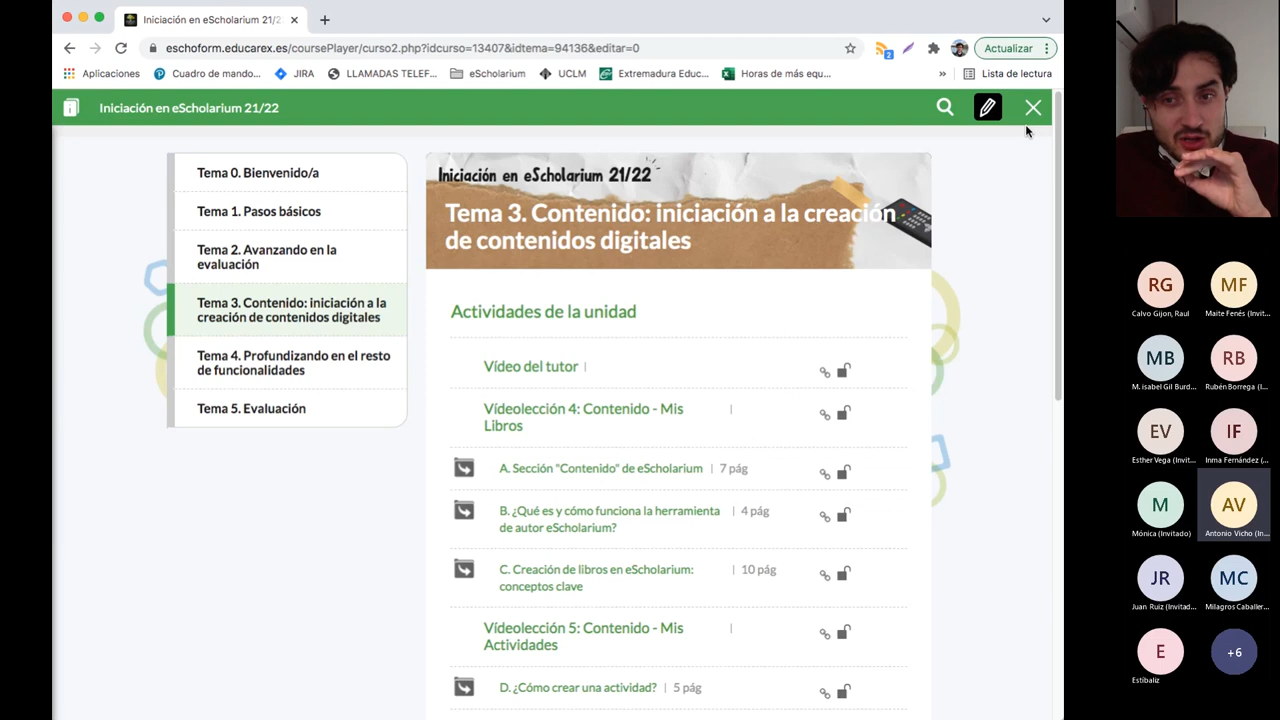 Iniciación en eScholarium 21/2
eschoform.educarex.es/coursePlayer/curso2.php?idcurso=13407&idtema=94136&editar=0
2
Actualizar
Aplicaciones
Cuadro de mando...
JIRA
LLAMADAS TELEF...
eScholarium
UCLM
Extremadura Educ...
Horas de más equ...
»
Lista de lectura
Iniciación en eScholarium 21/22
Tema 0. Bienvenido/a
Tema 1. Pasos básicos
Tema 2. Avanzando en la
evaluación
Tema 3. Contenido: iniciación a la
creación de contenidos digitales
Tema 4. Profundizando en el resto
de funcionalidades
Tema 5. Evaluación
Iniciación en eScholarium 21/22
Tema 3. Contenido: iniciación a la creación
de contenidos digitales
Actividades de la unidad
Vídeo del tutor |
Vídeolección 4: Contenido - Mis |
Libros
A. Sección "Contenido" de eScholarium | 7 pág
B. ¿Qué es y cómo funciona la herramienta | 4 pág
de autor eScholarium?
C. Creación de libros en eScholarium: | 10 pág
conceptos clave
Vídeolección 5: Contenido - Mis |
Actividades
D. ¿Cómo crear una actividad? | 5 pág
RG
Calvo Gijon, Raul
MF
Maite Fenés (Invit...
MB
M. isabel Gil Burd...
RB
Rubén Borrega (I...
EV
Esther Vega (Invit...
IF
Inma Fernández (...
M
Mónica (Invitado)
AV
Antonio Vicho (In...
JR
Juan Ruiz (Invitad...
MC
Milagros Caballer...
E
Estíbaliz
+6